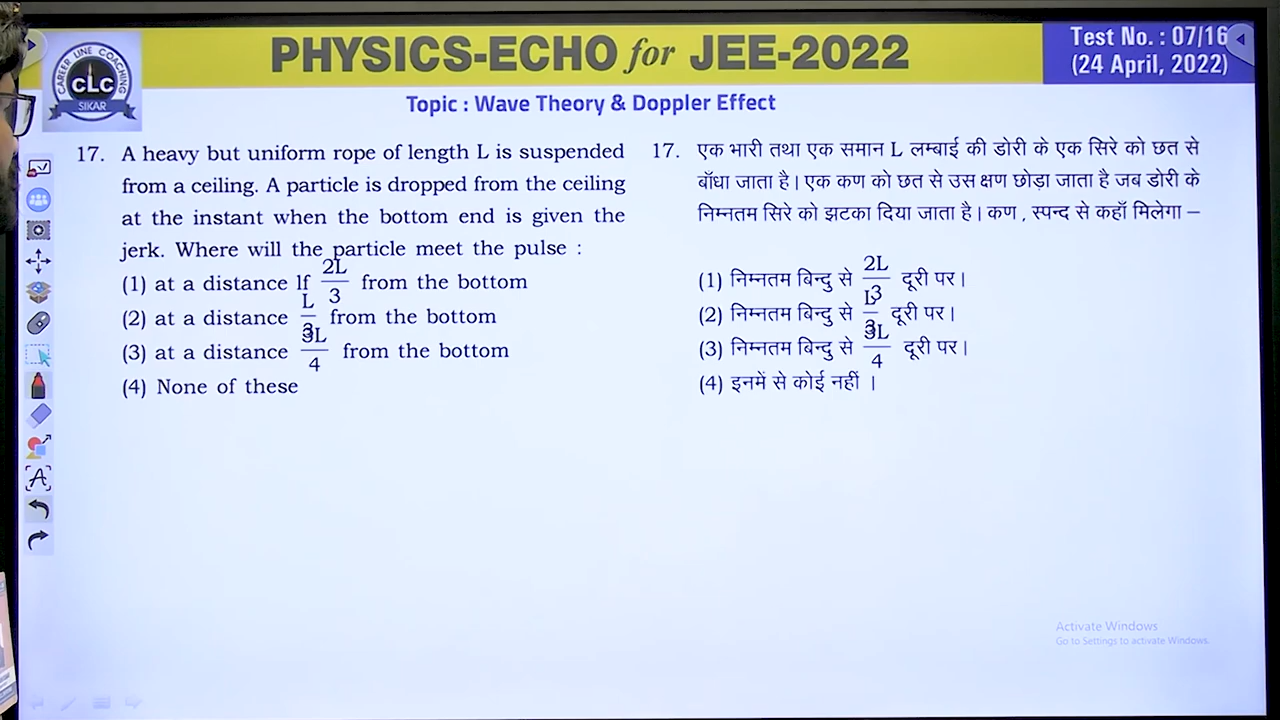 CAREER LINE COACHING
CLC
SIKAR
PHYSICS-ECHO for JEE-2022
Test No. : 07/16
(24 April, 2022)
Topic : Wave Theory & Doppler Effect
17. A heavy but uniform rope of length L is suspended
from a ceiling. A particle is dropped from the ceiling
at the instant when the bottom end is given the
jerk. Where will the particle meet the pulse :
(1) at a distance lf 2L/3 from the bottom
(2) at a distance L/3 from the bottom
(3) at a distance 3L/4 from the bottom
(4) None of these
17. एक भारी तथा एक समान L लम्बाई की डोरी के एक सिरे को छत से
बाँधा जाता है। एक कण को छत से उस क्षण छोड़ा जाता है जब डोरी के
निम्नतम सिरे को झटका दिया जाता है। कण , स्पन्द से कहाँ मिलेगा –
(1) निम्नतम बिन्दु से 2L/3 दूरी पर।
(2) निम्नतम बिन्दु से L/3 दूरी पर।
(3) निम्नतम बिन्दु से 3L/4 दूरी पर।
(4) इनमें से कोई नहीं ।
A
Activate Windows
Go to Settings to activate Windows.